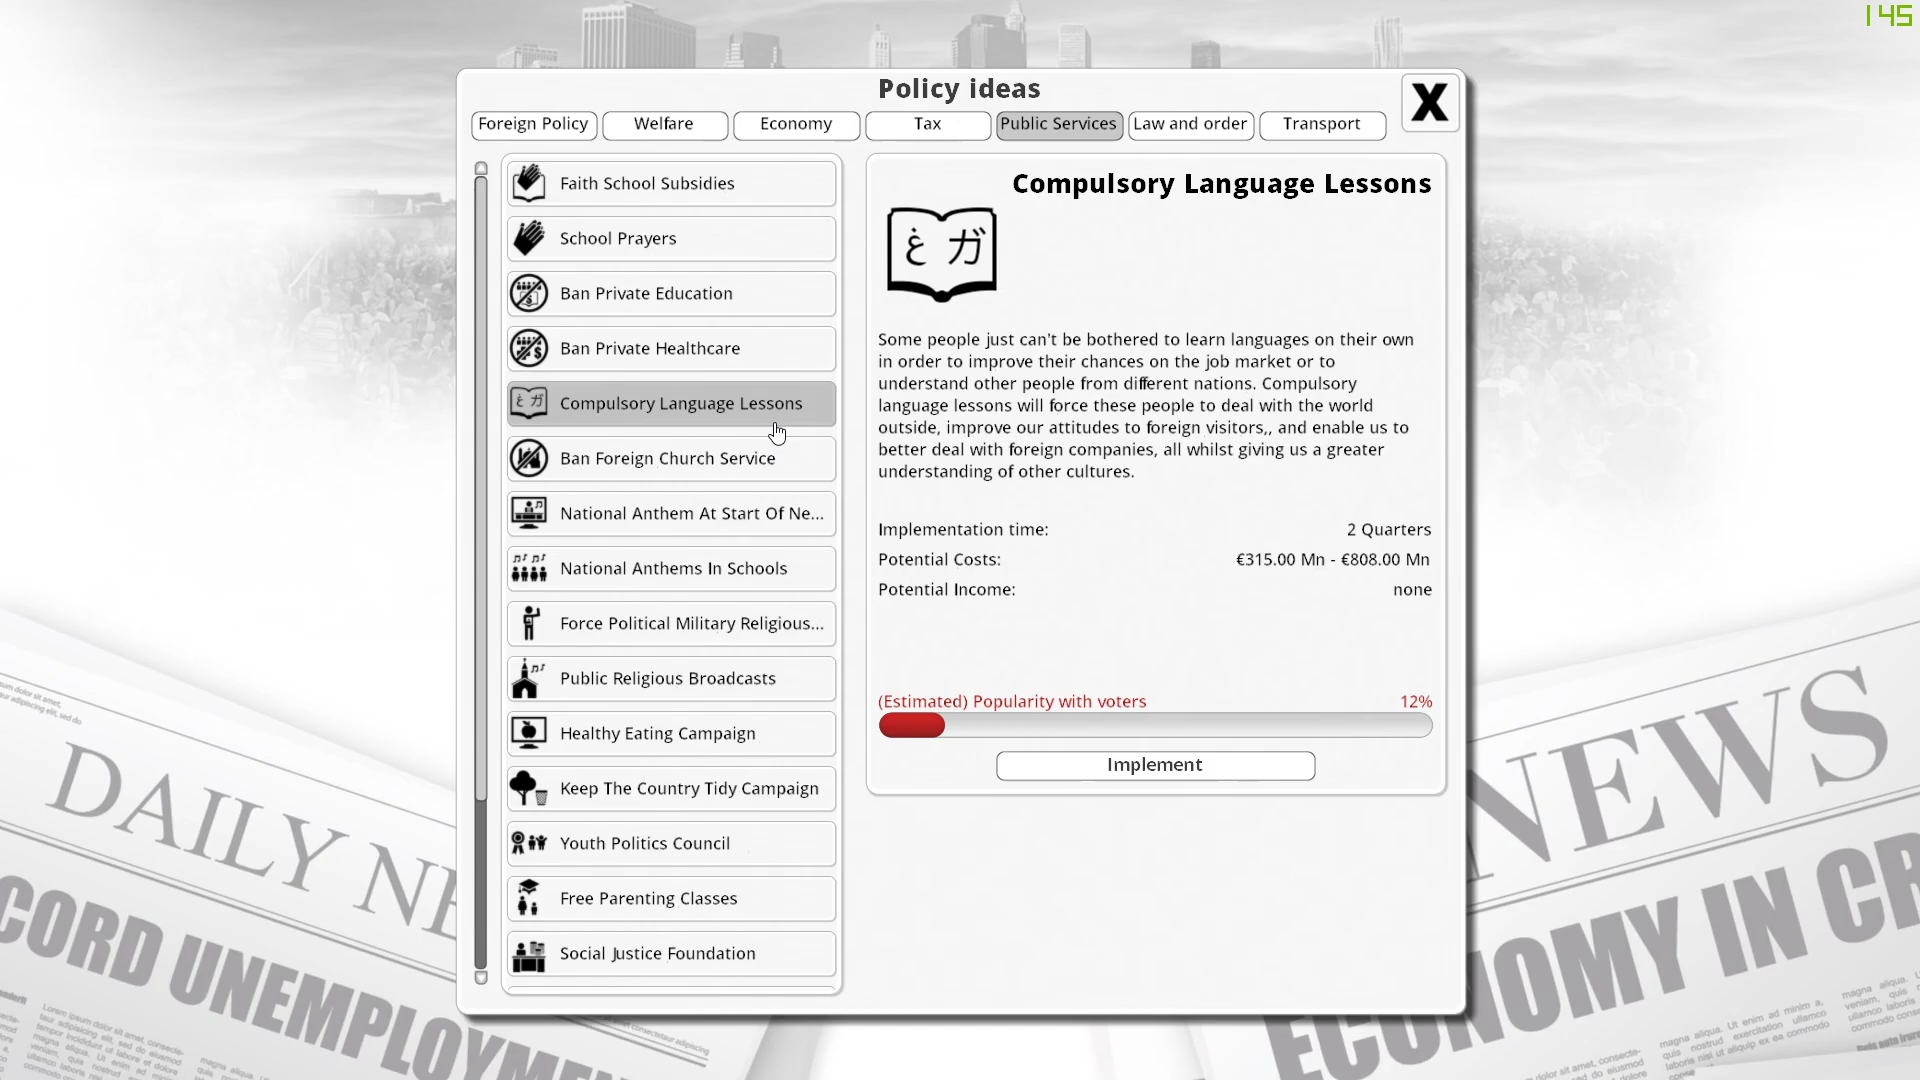 145
Policy ideas
X
Foreign Policy
Welfare
Economy
Tax
Public Services
Law and order
Transport
Faith School Subsidies
School Prayers
Ban Private Education
Ban Private Healthcare
Compulsory Language Lessons
Ban Foreign Church Service
National Anthem At Start Of Ne...
National Anthems In Schools
Force Political Military Religious...
Public Religious Broadcasts
Healthy Eating Campaign
Keep The Country Tidy Campaign
Youth Politics Council
Free Parenting Classes
Social Justice Foundation
Compulsory Language Lessons
غ ガ
Some people just can't be bothered to learn languages on their own
in order to improve their chances on the job market or to
understand other people from different nations. Compulsory
language lessons will force these people to deal with the world
outside, improve our attitudes to foreign visitors,, and enable us to
better deal with foreign companies, all whilst giving us a greater
understanding of other cultures.
Implementation time: 2 Quarters
Potential Costs: €315.00 Mn - €808.00 Mn
Potential Income: none
(Estimated) Popularity with voters 12%
Implement
DAILY NE
CORD UNEMPLOYME
NEWS
ECONOMY IN CR